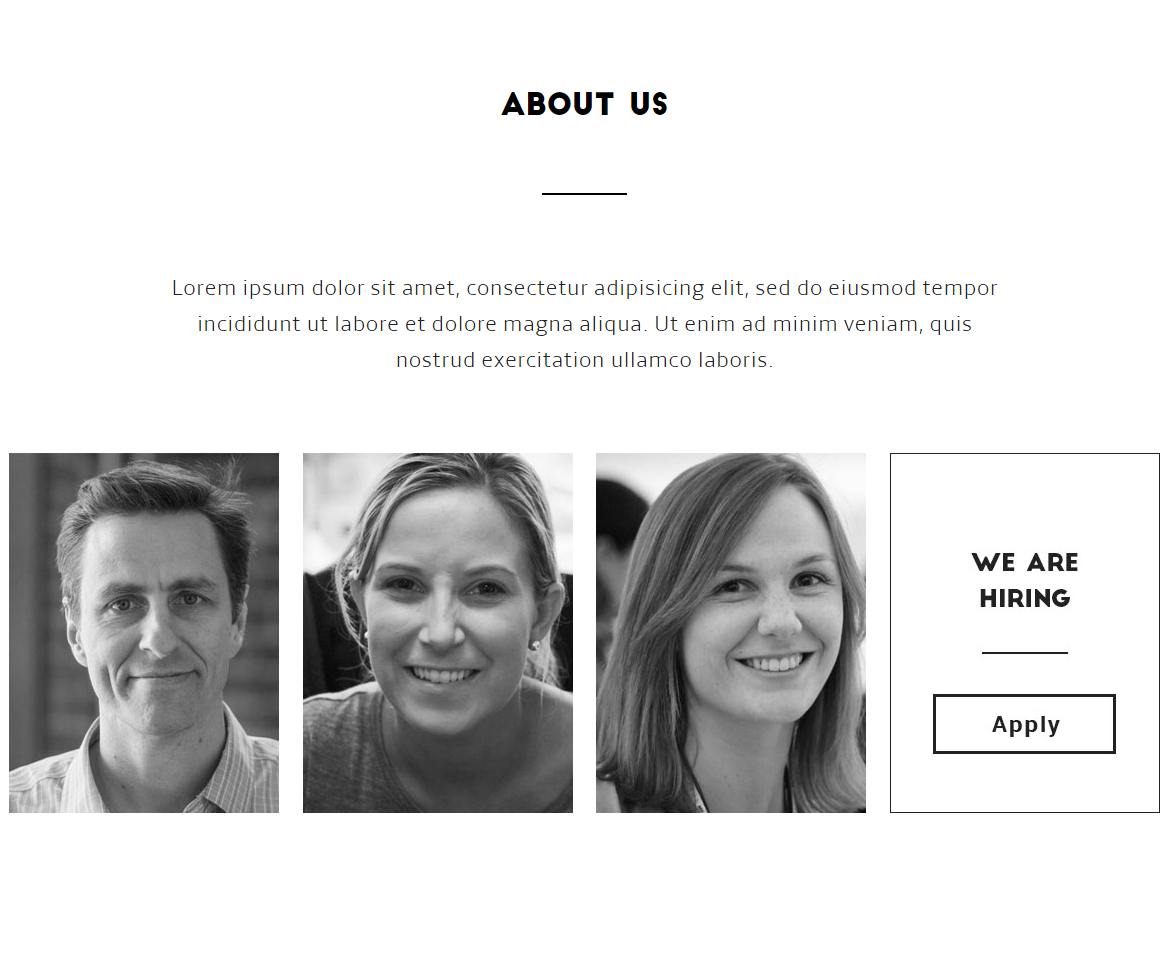 ABOUT US
Lorem ipsum dolor sit amet, consectetur adipisicing elit, sed do eiusmod tempor
incididunt ut labore et dolore magna aliqua. Ut enim ad minim veniam, quis
nostrud exercitation ullamco laboris.
WE ARE
HIRING
Apply